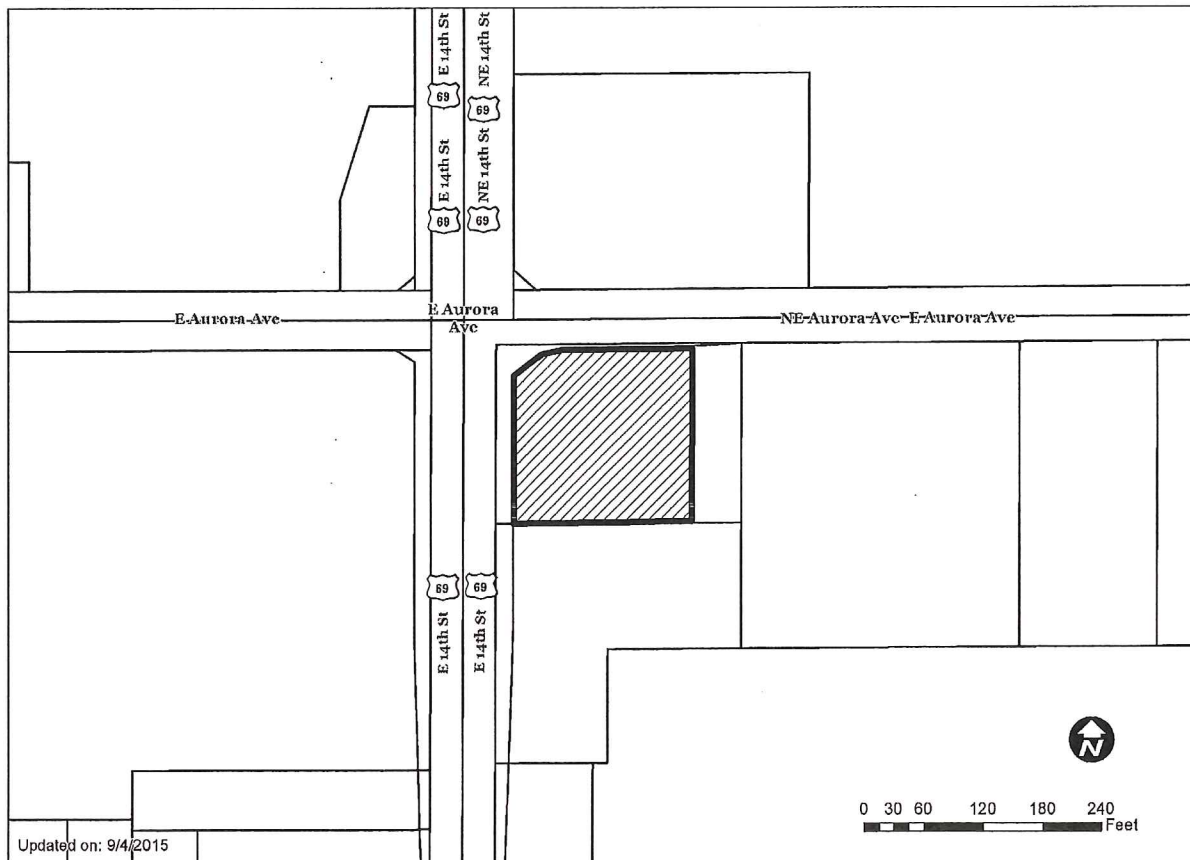 E 14th St
NE 14th St
69
69
E 14th St
NE 14th St
69
69
E Aurora Ave
E Aurora
Ave
NE Aurora Ave E Aurora Ave
69
69
E 14th St
E 14th St
N
0 30 60 120 180 240
Feet
Updated on: 9/4/2015